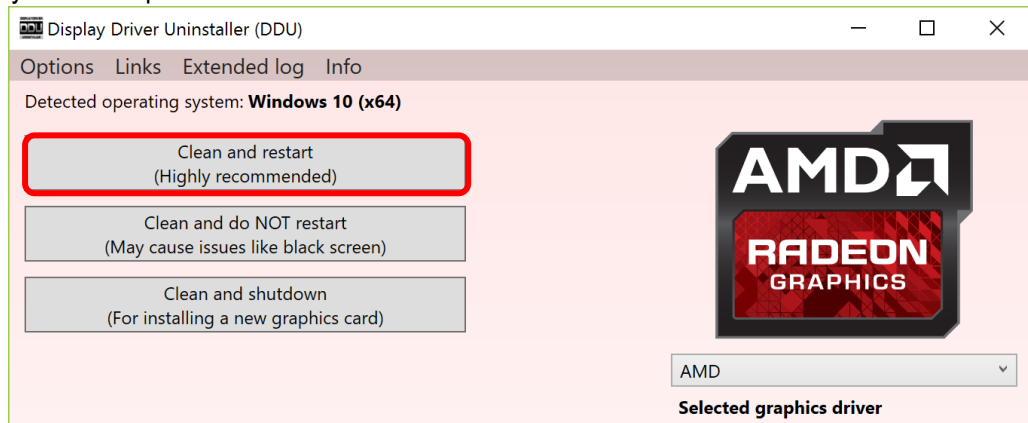 Display Driver Uninstaller (DDU)
Options Links Extended log Info
Detected operating system: Windows 10 (x64)
Clean and restart
(Highly recommended)
Clean and do NOT restart
(May cause issues like black screen)
Clean and shutdown
(For installing a new graphics card)
AMD
RADEON
GRAPHICS
AMD
Selected graphics driver